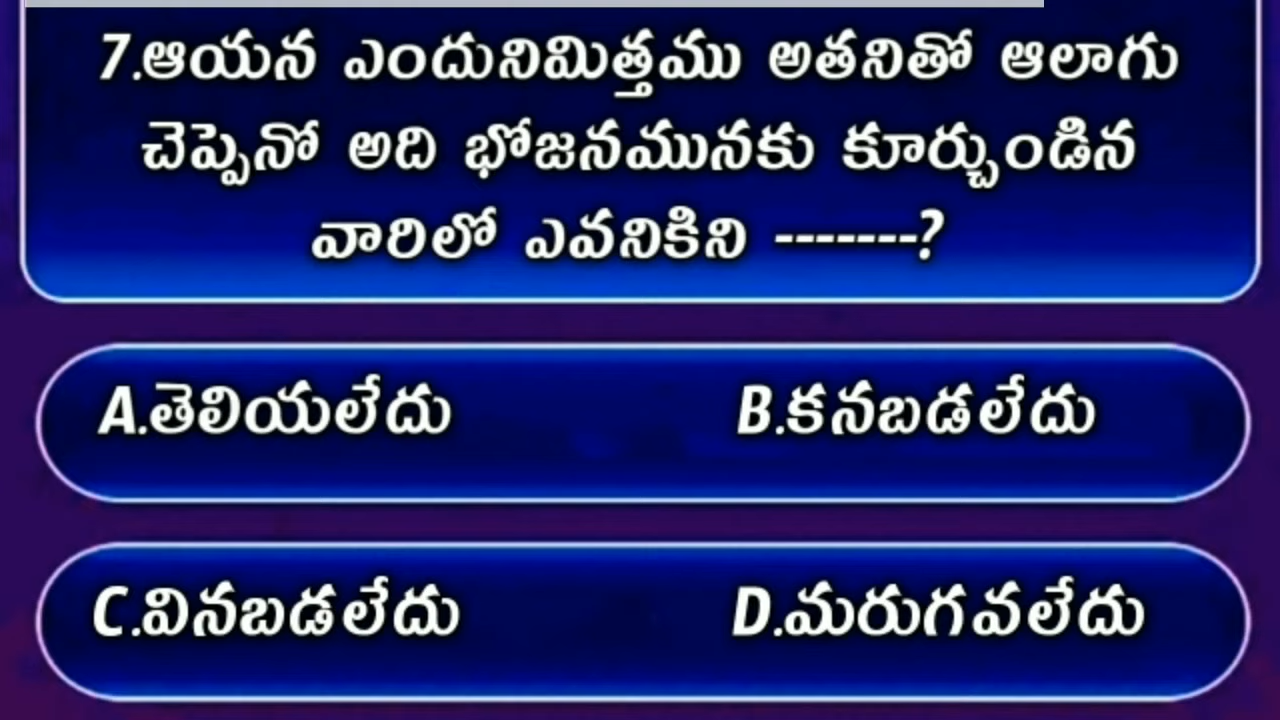 7.ఆయన ఎందునిమిత్తము అతనితో ఆలాగు
చెప్పెనో అది భోజనమునకు కూర్చుండిన
వారిలో ఎవనికిని -------?
A.తెలియలేదు
B.కనబడలేదు
C.వినబడలేదు
D.మరుగవలేదు